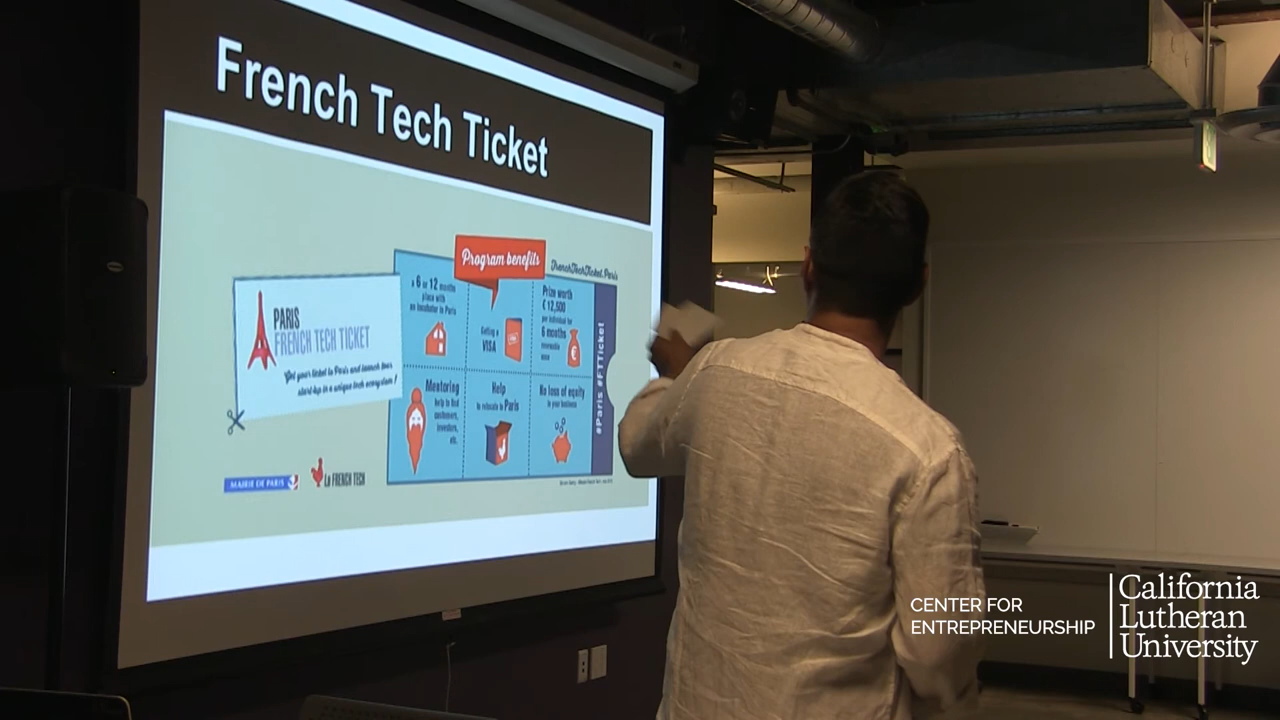 French Tech Ticket
Program benefits
FrenchTechTicket.Paris
a 6 or 12 months
place with
an incubator in Paris
Getting a
VISA
Prize worth
€ 12,500
per individual for
6 months
renewable
once
PARIS
FRENCH TECH TICKET
Get your ticket to Paris and launch your
start-up in a unique tech ecosystem !
Mentoring
help to find
customers,
investors,
etc.
Help
to relocate to Paris
No loss of equity
in your business
#Paris #FTTicket
MAIRIE DE PARIS
La FRENCH TECH
CENTER FOR
ENTREPRENEURSHIP
California
Lutheran
University